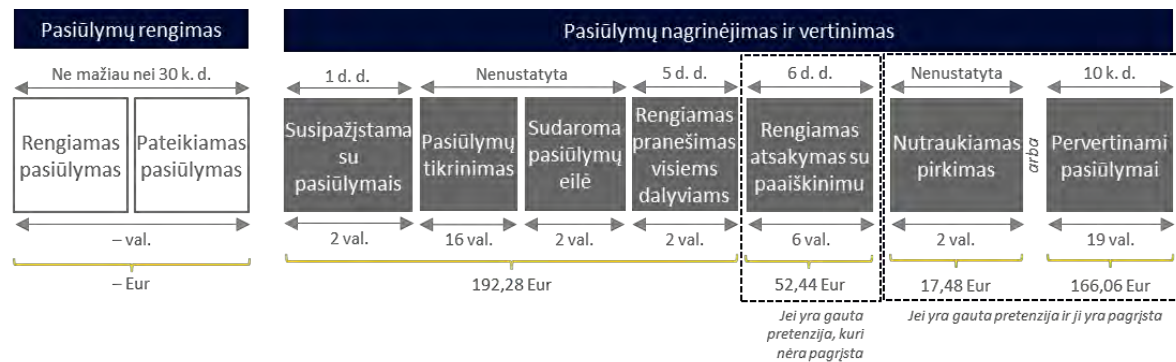 Pasiūlymų rengimas
Pasiūlymų nagrinėjimas ir vertinimas
Ne mažiau nei 30 k. d.
1 d. d.
Nenustatyta
5 d. d.
6 d. d.
Nenustatyta
10 k. d.
Rengiamas
pasiūlymas
Pateikiamas
pasiūlymas
Susipažįstama
su
pasiūlymais
Pasiūlymų
tikrinimas
Sudaroma
pasiūlymų
eilė
Rengiamas
pranešimas
visiems
dalyviams
Rengiamas
atsakymas su
paaiškinimu
Nutraukiamas
pirkimas
arba
Pervertinami
pasiūlymai
– val.
2 val.
16 val.
2 val.
2 val.
6 val.
2 val.
19 val.
– Eur
192,28 Eur
52,44 Eur
17,48 Eur
166,06 Eur
Jei yra gauta
pretenzija, kuri
nėra pagrįsta
Jei yra gauta pretenzija ir ji yra pagrįsta